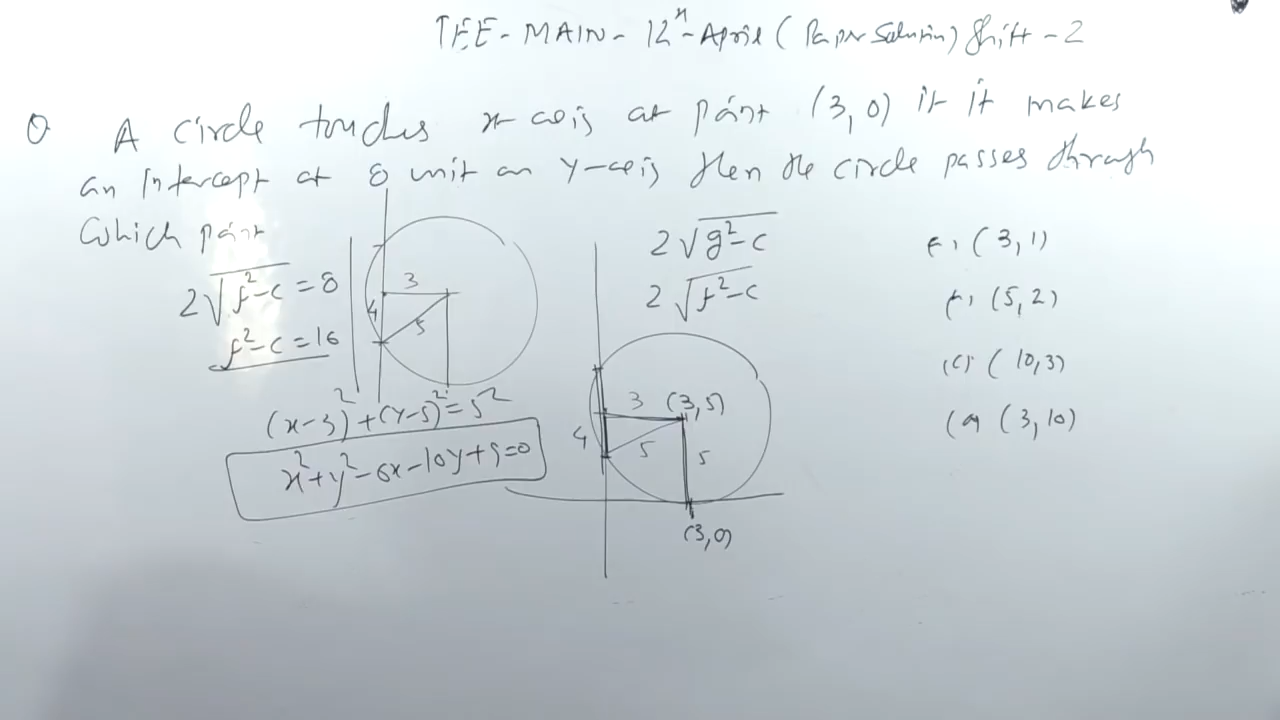 JEE-MAIN-12th-April (Paper Solution) Shift-2
Q A circle touches x-axis at point (3,0) if it makes
an Intercept of 8 unit on Y-axis then the circle passes through
which point
2√f²-c = 8
f²-c = 16
3
4
5
(x-3)²+(y-5)²=5²
x²+y²-6x-10y+9=0
2√g²-c
2√f²-c
3
(3,5)
4
5
5
(3,0)
(3,1)
(5,2)
(c) (10,3)
(3,10)